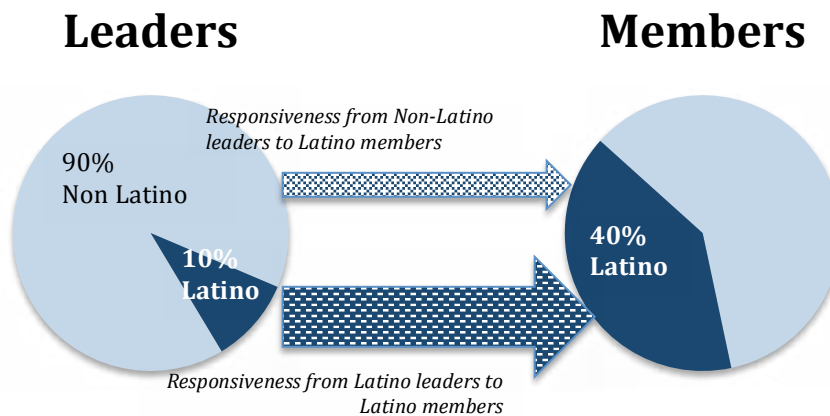 Leaders
Members
Responsiveness from Non-Latino
leaders to Latino members
90%
Non Latino
10%
Latino
40%
Latino
Responsiveness from Latino leaders to
Latino members